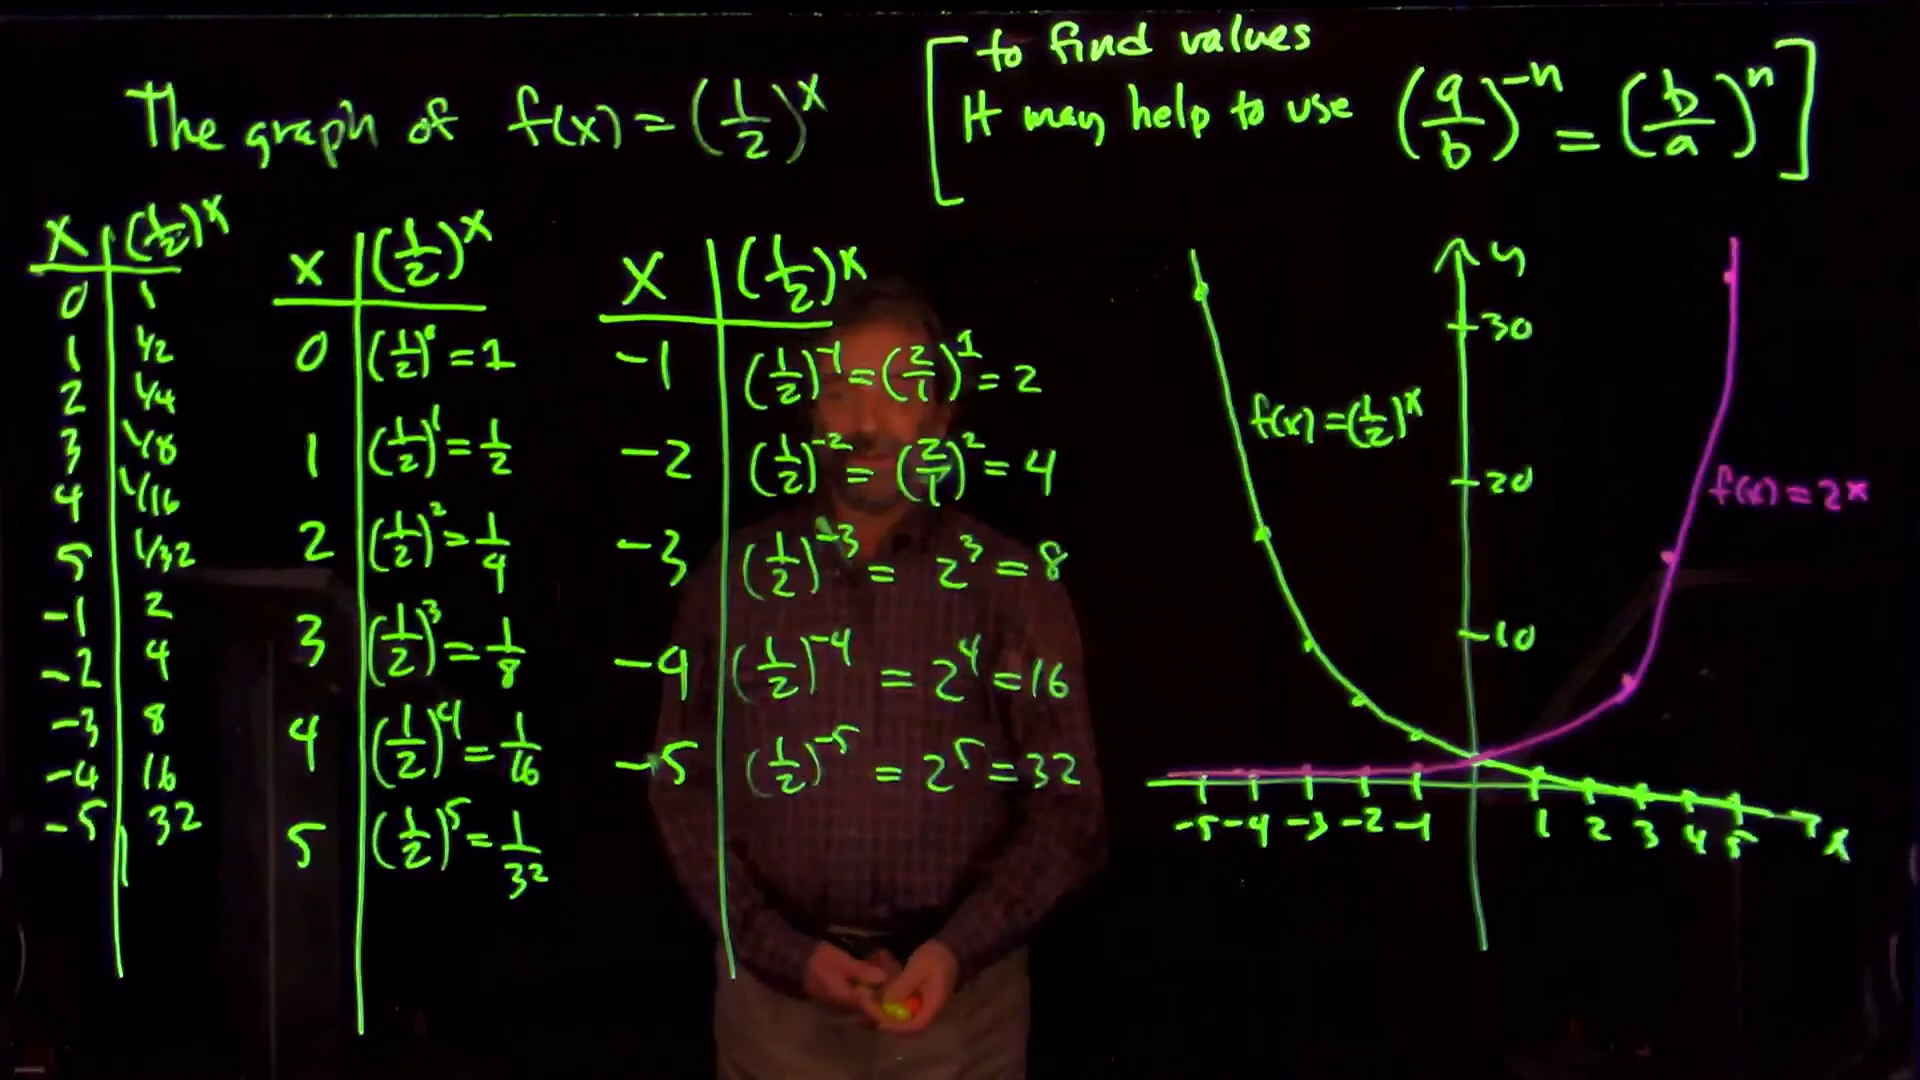 The graph of f(x) = (1/2)^x
[to find values
It may help to use (a/b)^-n = (b/a)^n]
x | (1/2)^x
0 | 1
1 | 1/2
2 | 1/4
3 | 1/8
4 | 1/16
5 | 1/32
-1 | 2
-2 | 4
-3 | 8
-4 | 16
-5 | 32
x | (1/2)^x
0 | (1/2)^0 = 1
1 | (1/2)^1 = 1/2
2 | (1/2)^2 = 1/4
3 | (1/2)^3 = 1/8
4 | (1/2)^4 = 1/16
5 | (1/2)^5 = 1/32
x | (1/2)^x
-1 | (1/2)^-1 = (2/1)^1 = 2
-2 | (1/2)^-2 = (2/1)^2 = 4
-3 | (1/2)^-3 = 2^3 = 8
-4 | (1/2)^-4 = 2^4 = 16
-5 | (1/2)^-5 = 2^5 = 32
y
30
f(x) = (1/2)^x
20
f(x) = 2^x
10
-5 -4 -3 -2 -1 1 2 3 4 5 x